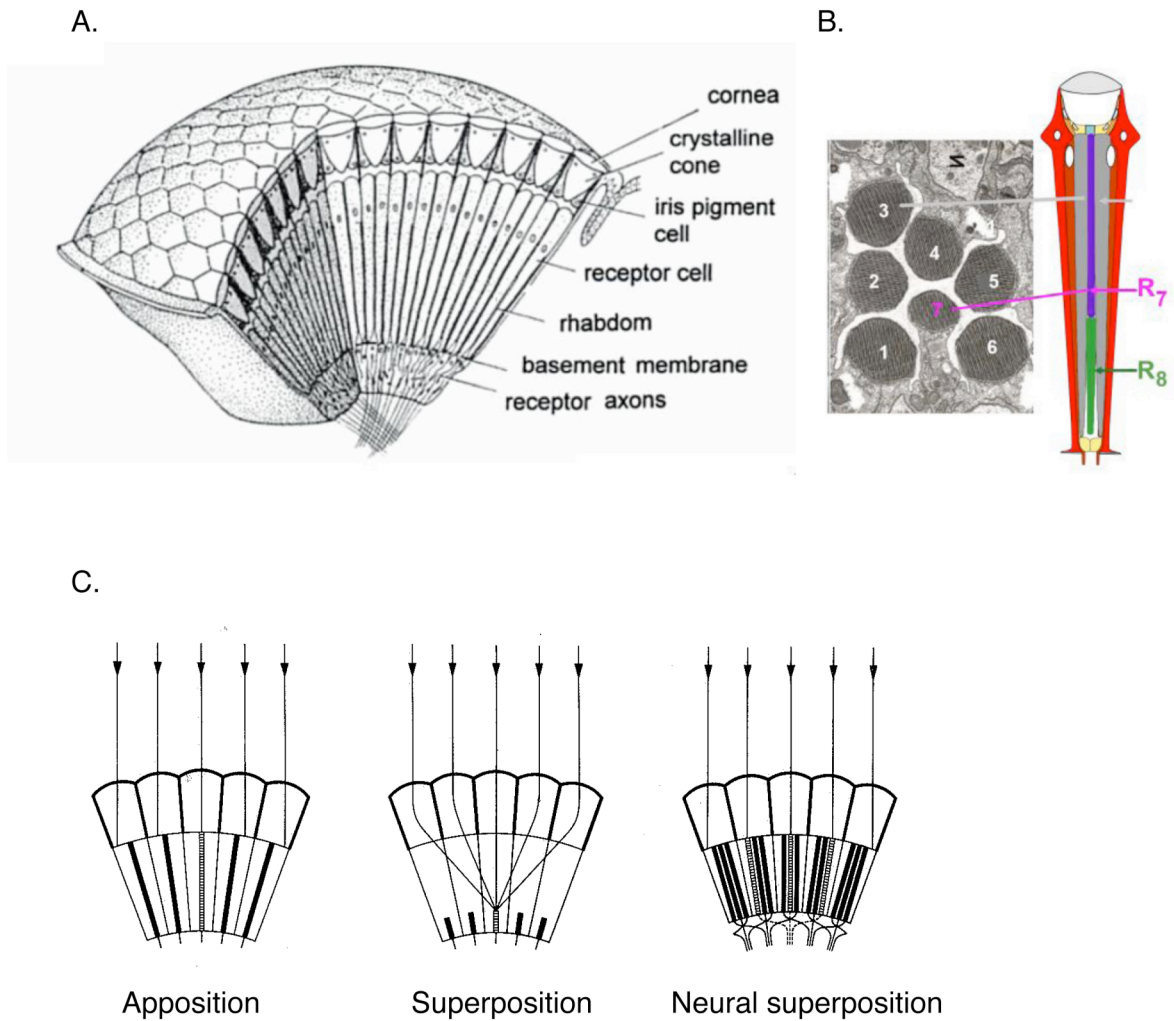 A.
B.
cornea
crystalline
cone
iris pigment
cell
receptor cell
rhabdom
basement membrane
receptor axons
3
4
2
5
7
1
6
R7
R8
C.
Apposition
Superposition
Neural superposition